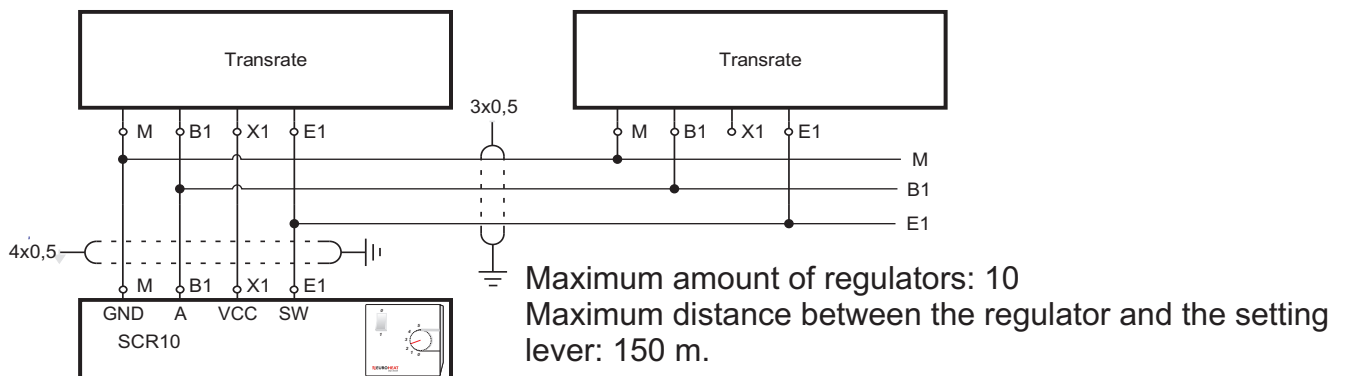 Transrate
Transrate
3x0,5
M B1 X1 E1
M B1 X1 E1
M
B1
E1
4x0,5
M B1 X1 E1
GND A VCC SW
SCR10
EUROHEAT
Maximum amount of regulators: 10
Maximum distance between the regulator and the setting
lever: 150 m.